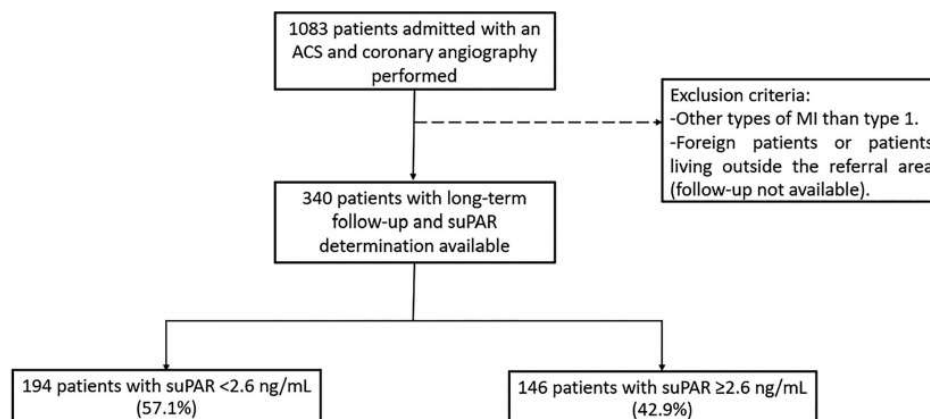 1083 patients admitted with an
ACS and coronary angiography
performed
Exclusion criteria:
-Other types of MI than type 1.
-Foreign patients or patients
living outside the referral area
(follow-up not available).
340 patients with long-term
follow-up and suPAR
determination available
194 patients with suPAR <2.6 ng/mL
(57.1%)
146 patients with suPAR ≥2.6 ng/mL
(42.9%)